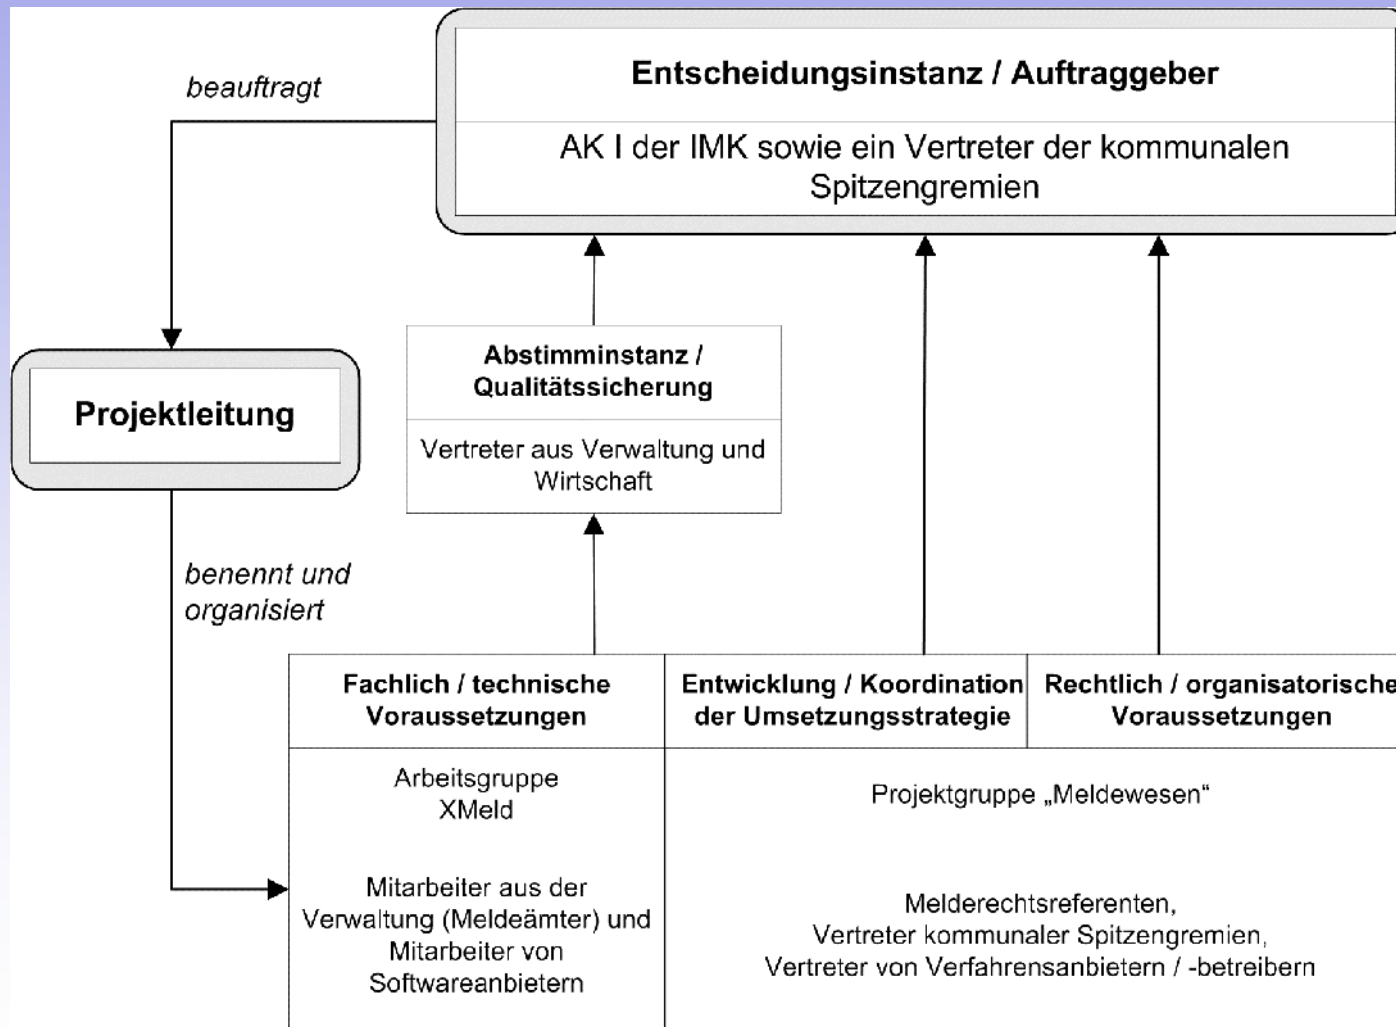 Entscheidungsinstanz / Auftraggeber
AK I der IMK sowie ein Vertreter der kommunalen
Spitzengremien
beauftragt
Projektleitung
Abstimminstanz /
Qualitätssicherung
Vertreter aus Verwaltung und
Wirtschaft
benennt und
organisiert
Fachlich / technische
Voraussetzungen
Arbeitsgruppe
XMeld
Mitarbeiter aus der
Verwaltung (Meldeämter) und
Mitarbeiter von
Softwareanbietern
Entwicklung / Koordination
der Umsetzungsstrategie
Rechtlich / organisatorische
Voraussetzungen
Projektgruppe „Meldewesen“
Melderechtsreferenten,
Vertreter kommunaler Spitzengremien,
Vertreter von Verfahrensanbietern / -betreibern